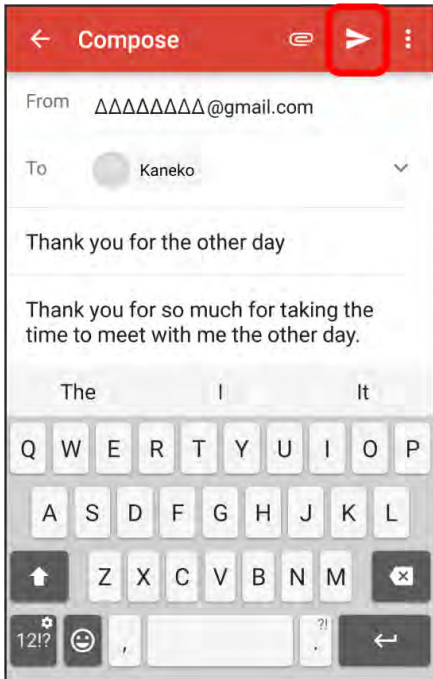 Compose
From ΔΔΔΔΔΔΔΔ@gmail.com
To Kaneko
Thank you for the other day
Thank you for so much for taking the
time to meet with me the other day.
The I It
Q W E R T Y U I O P
A S D F G H J K L
Z X C V B N M
12!? , . ?!